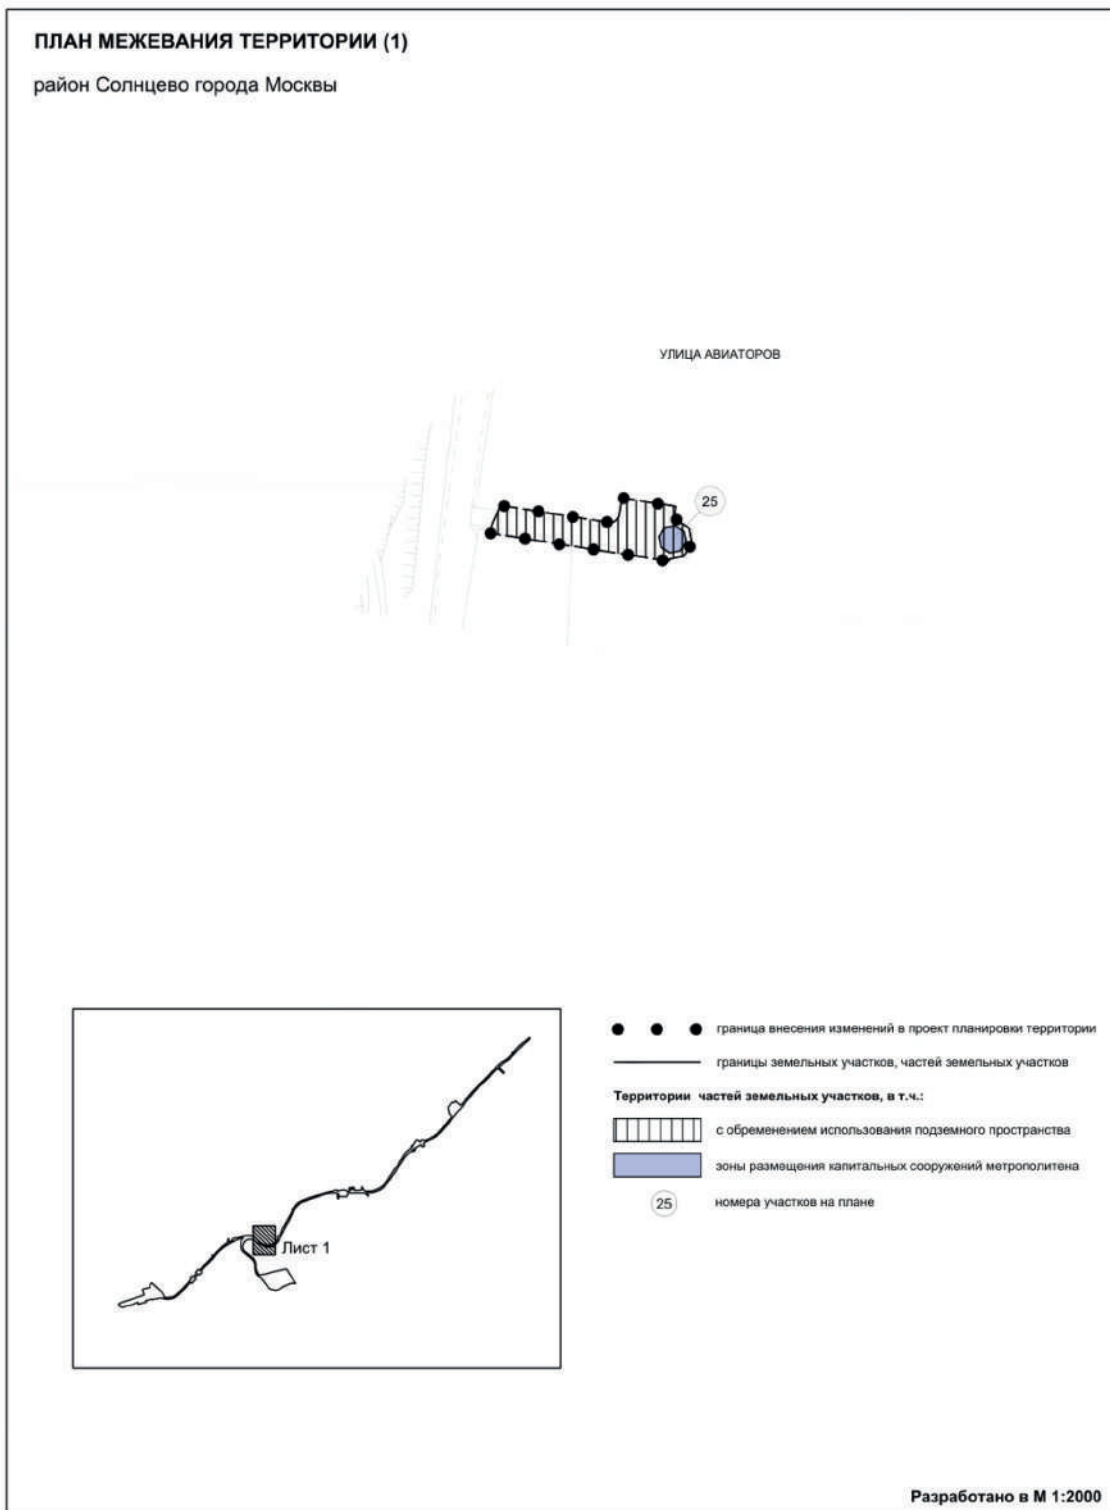 ПЛАН МЕЖЕВАНИЯ ТЕРРИТОРИИ (1)
район Солнцево города Москвы
УЛИЦА АВИАТОРОВ
25
граница внесения изменений в проект планировки территории
границы земельных участков, частей земельных участков
Территории частей земельных участков, в т.ч.:
с обременением использования подземного пространства
зоны размещения капитальных сооружений метрополитена
25 номера участков на плане
Лист 1
Разработано в М 1:2000